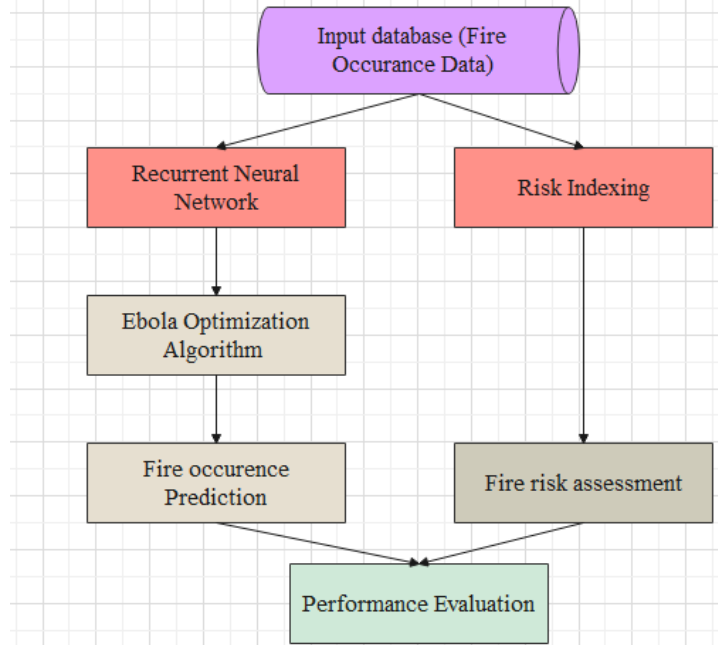 Input database (Fire
Occurance Data)
Recurrent Neural
Network
Risk Indexing
Ebola Optimization
Algorithm
Fire occurence
Prediction
Fire risk assessment
Performance Evaluation